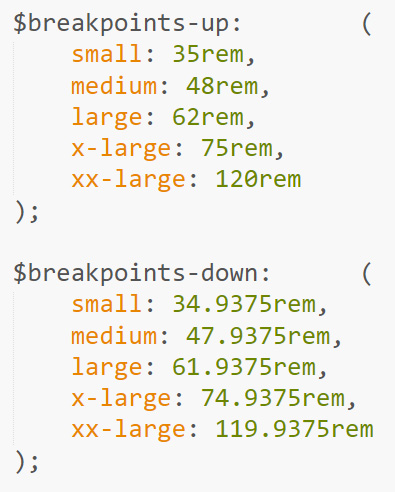 $breakpoints-up:        (
    small: 35rem,
    medium: 48rem,
    large: 62rem,
    x-large: 75rem,
    xx-large: 120rem
);

$breakpoints-down:      (
    small: 34.9375rem,
    medium: 47.9375rem,
    large: 61.9375rem,
    x-large: 74.9375rem,
    xx-large: 119.9375rem
);